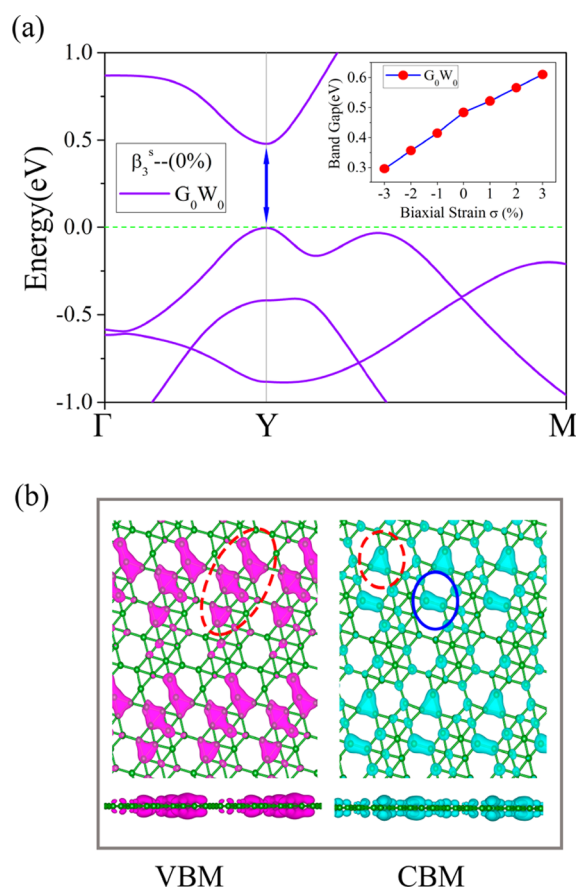 (a)
1.0
0.5
0.0
-0.5
-1.0
Energy(eV)
β₃ˢ--(0%)
G₀W₀
Γ
Y
M
G₀W₀
0.6
0.5
0.4
0.3
Band Gap(eV)
-3 -2 -1 0 1 2 3
Biaxial Strain σ (%)
(b)
VBM
CBM